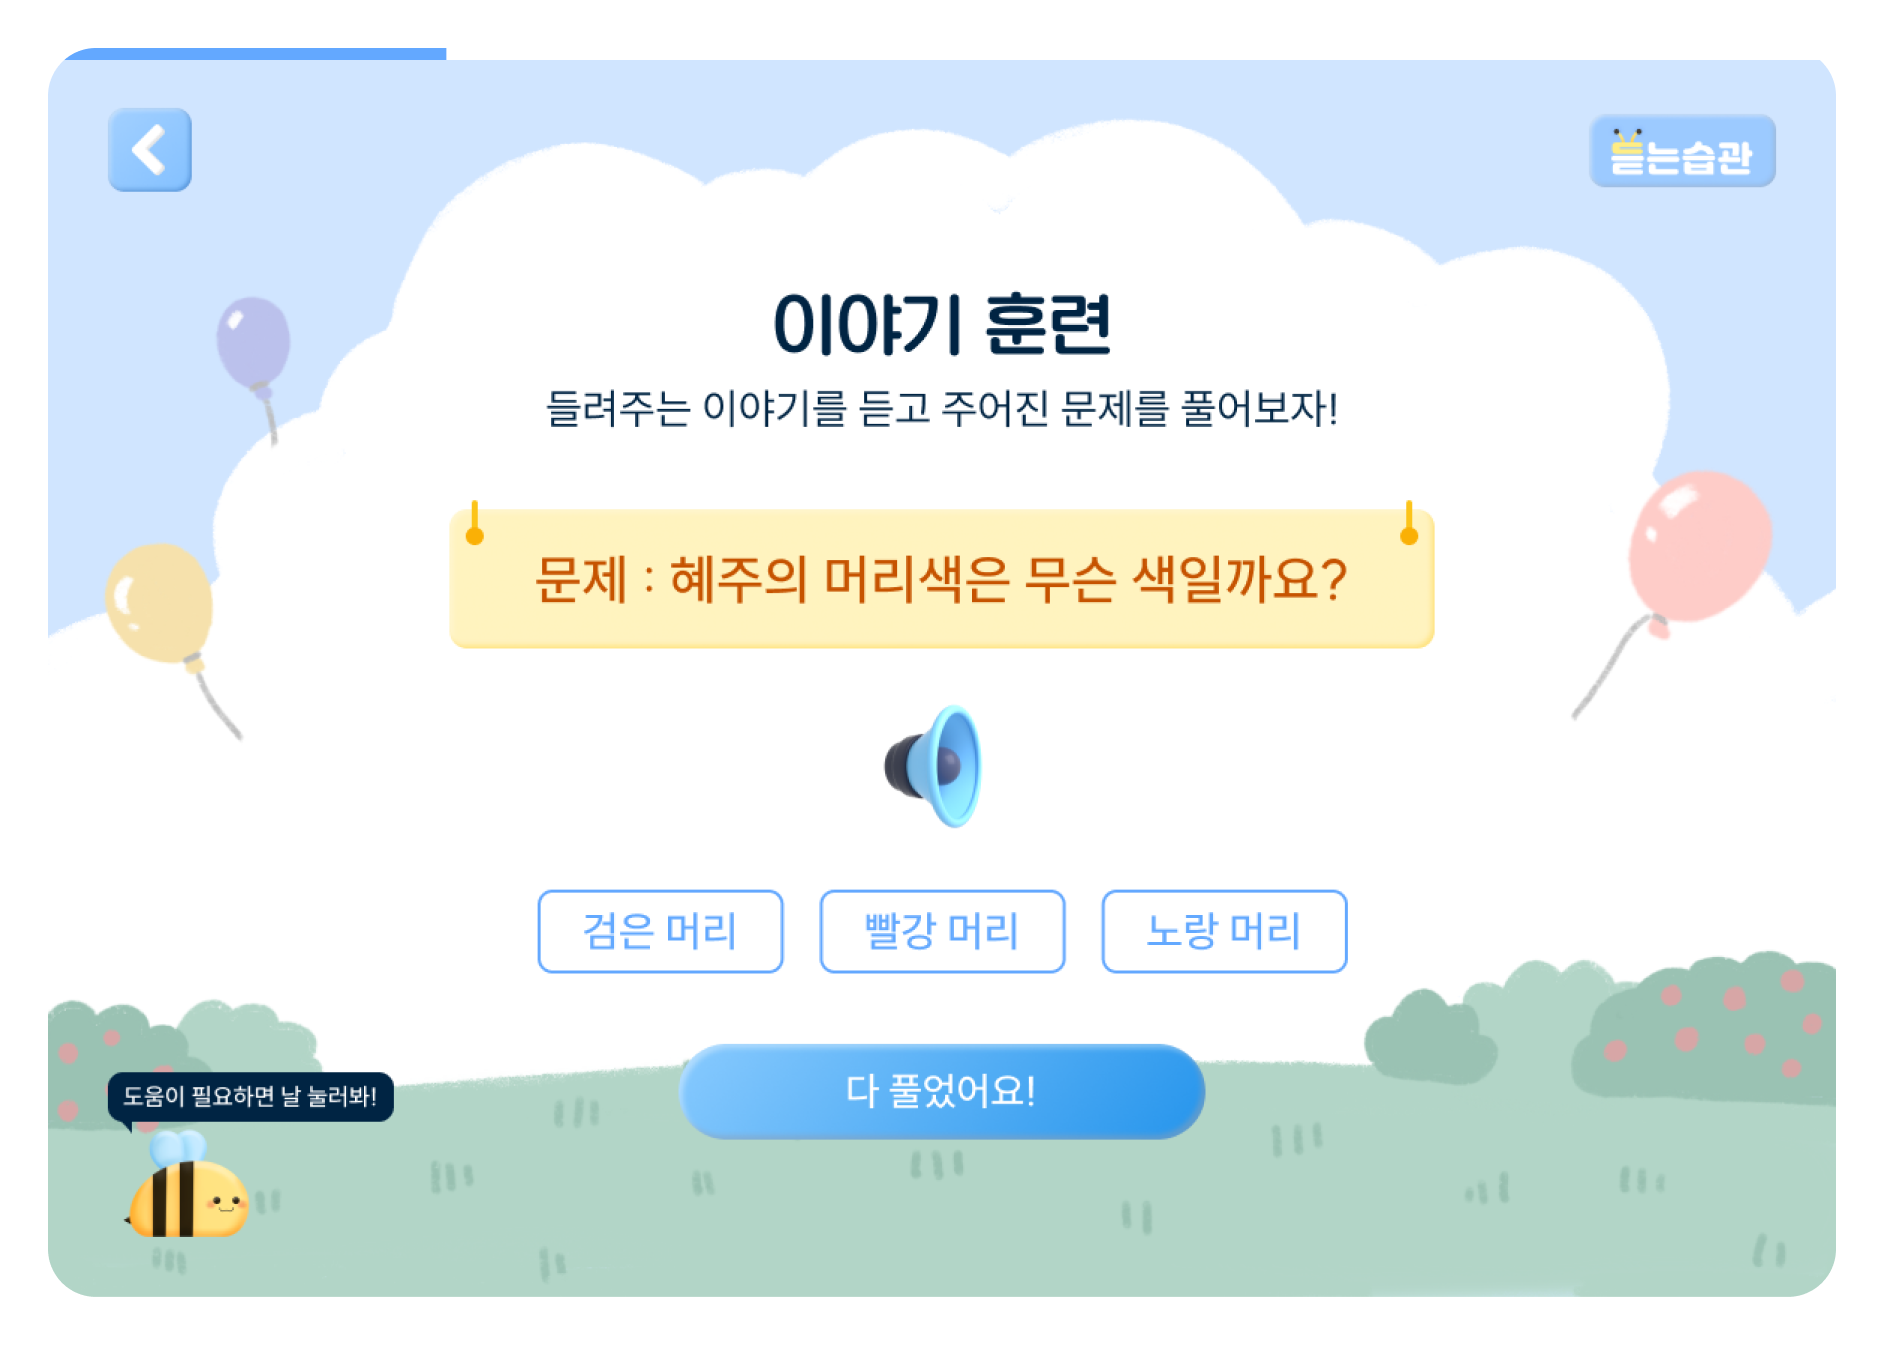 듣는습관
이야기 훈련
들려주는 이야기를 듣고 주어진 문제를 풀어보자!
문제 : 혜주의 머리색은 무슨 색일까요?
검은 머리
빨강 머리
노랑 머리
다 풀었어요!
도움이 필요하면 날 눌러봐!